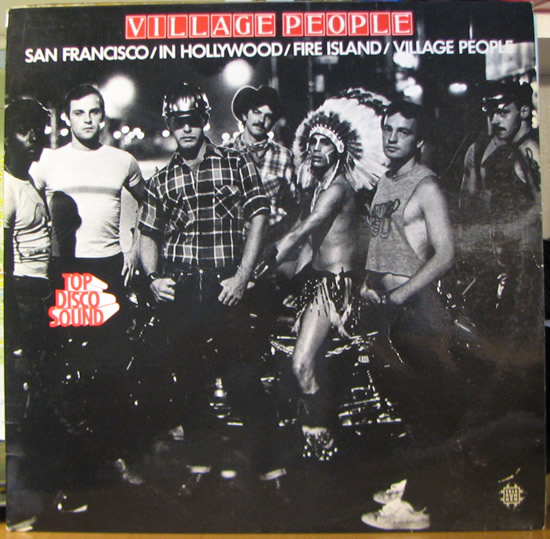 VILLAGE PEOPLE
SAN FRANCISCO/IN HOLLYWOOD/FIRE ISLAND/VILLAGE PEOPLE
TOP
DISCO
SOUND